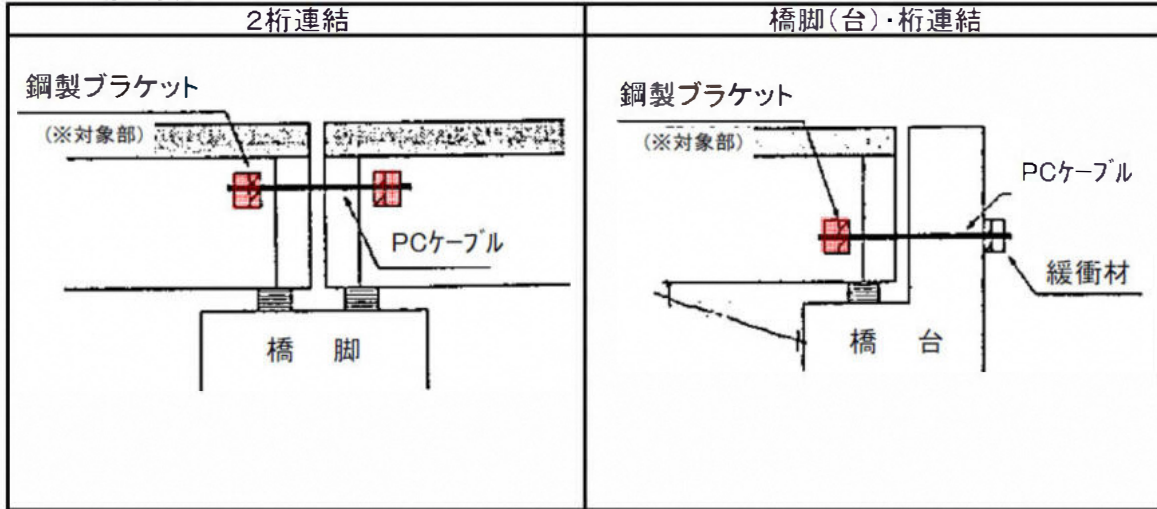 2桁連結
橋脚(台)・桁連結
鋼製ブラケット
(※対象部)
PCケーブル
橋 脚
鋼製ブラケット
(※対象部)
PCケーブル
緩衝材
橋 台